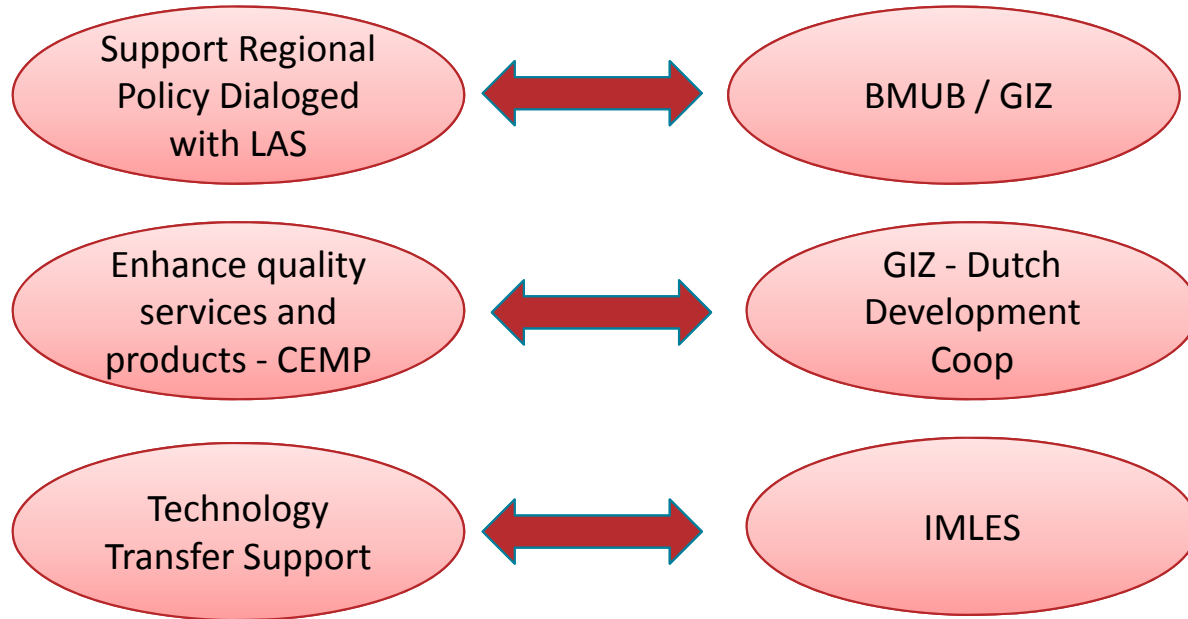 Support Regional
Policy Dialoged
with LAS
BMUB / GIZ
Enhance quality
services and
products - CEMP
GIZ - Dutch
Development
Coop
Technology
Transfer Support
IMLES